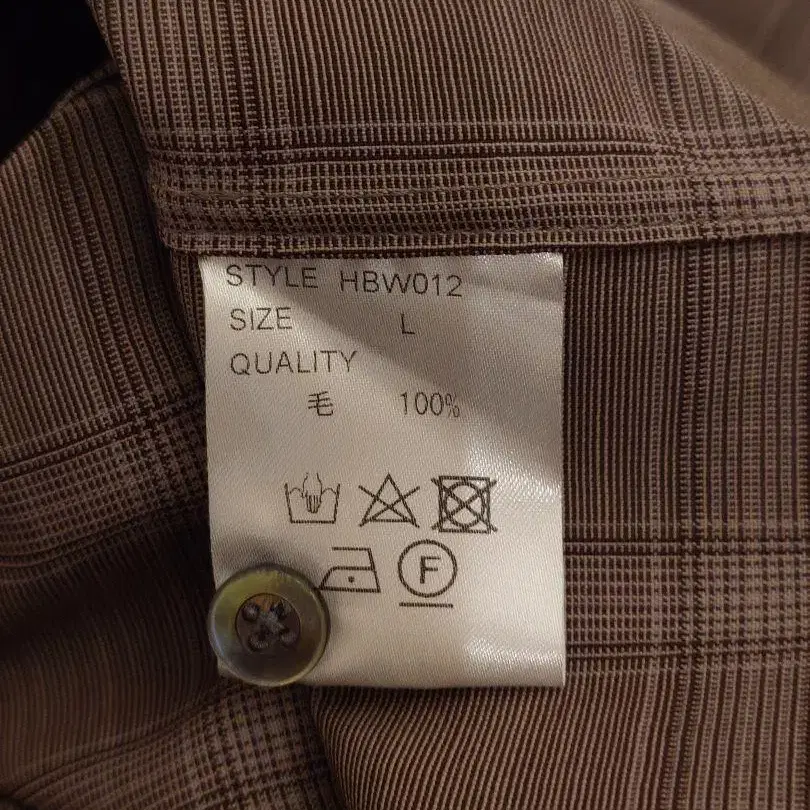 STYLE HBW012
SIZE L
QUALITY
毛 100%
F